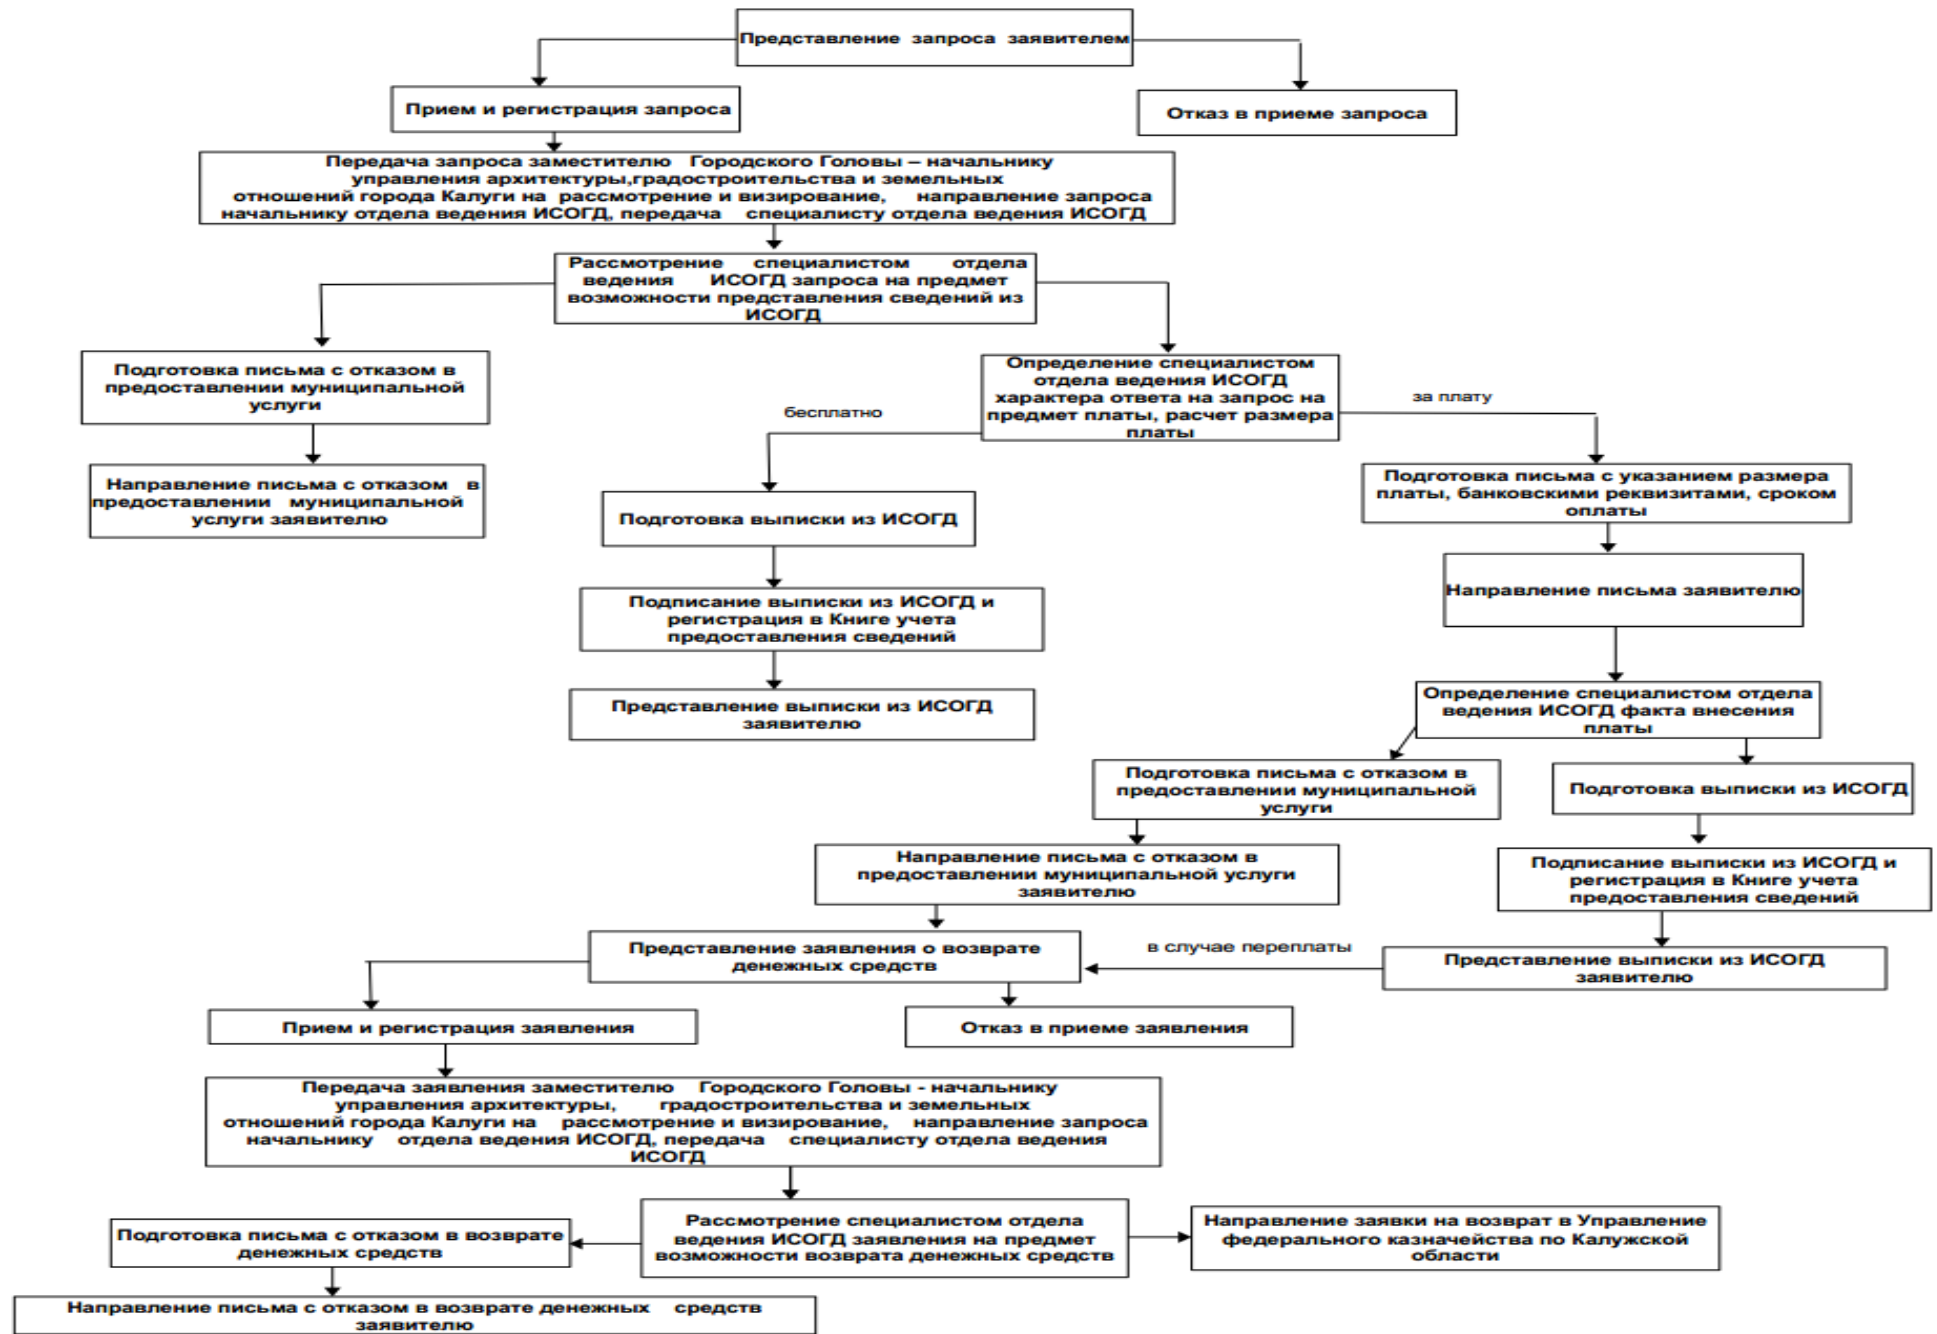 Представление запроса заявителем
Прием и регистрация запроса
Отказ в приеме запроса
Передача запроса заместителю Городского Головы – начальнику
управления архитектуры,градостроительства и земельных
отношений города Калуги на рассмотрение и визирование, направление запроса
начальнику отдела ведения ИСОГД, передача специалисту отдела ведения ИСОГД
Рассмотрение специалистом отдела
ведения ИСОГД запроса на предмет
возможности представления сведений из
ИСОГД
Подготовка письма с отказом в
предоставлении муниципальной
услуги
Определение специалистом
отдела ведения ИСОГД
характера ответа на запрос на
предмет платы, расчет размера
платы
бесплатно
за плату
Направление письма с отказом в
предоставлении муниципальной
услуги заявителю
Подготовка выписки из ИСОГД
Подготовка письма с указанием размера
платы, банковскими реквизитами, сроком
оплаты
Направление письма заявителю
Подписание выписки из ИСОГД и
регистрация в Книге учета
предоставления сведений
Представление выписки из ИСОГД
заявителю
Определение специалистом отдела
ведения ИСОГД факта внесения
платы
Подготовка письма с отказом в
предоставлении муниципальной
услуги
Подготовка выписки из ИСОГД
Направление письма с отказом в
предоставлении муниципальной услуги
заявителю
Подписание выписки из ИСОГД и
регистрация в Книге учета
предоставления сведений
Представление заявления о возврате
денежных средств
в случае переплаты
Представление выписки из ИСОГД
заявителю
Прием и регистрация заявления
Отказ в приеме заявления
Передача заявления заместителю Городского Головы - начальнику
управления архитектуры, градостроительства и земельных
отношений города Калуги на рассмотрение и визирование, направление запроса
начальнику отдела ведения ИСОГД, передача специалисту отдела ведения
ИСОГД
Подготовка письма с отказом в возврате
денежных средств
Рассмотрение специалистом отдела
ведения ИСОГД заявления на предмет
возможности возврата денежных средств
Направление заявки на возврат в Управление
федерального казначейства по Калужской
области
Направление письма с отказом в возврате денежных средств
заявителю